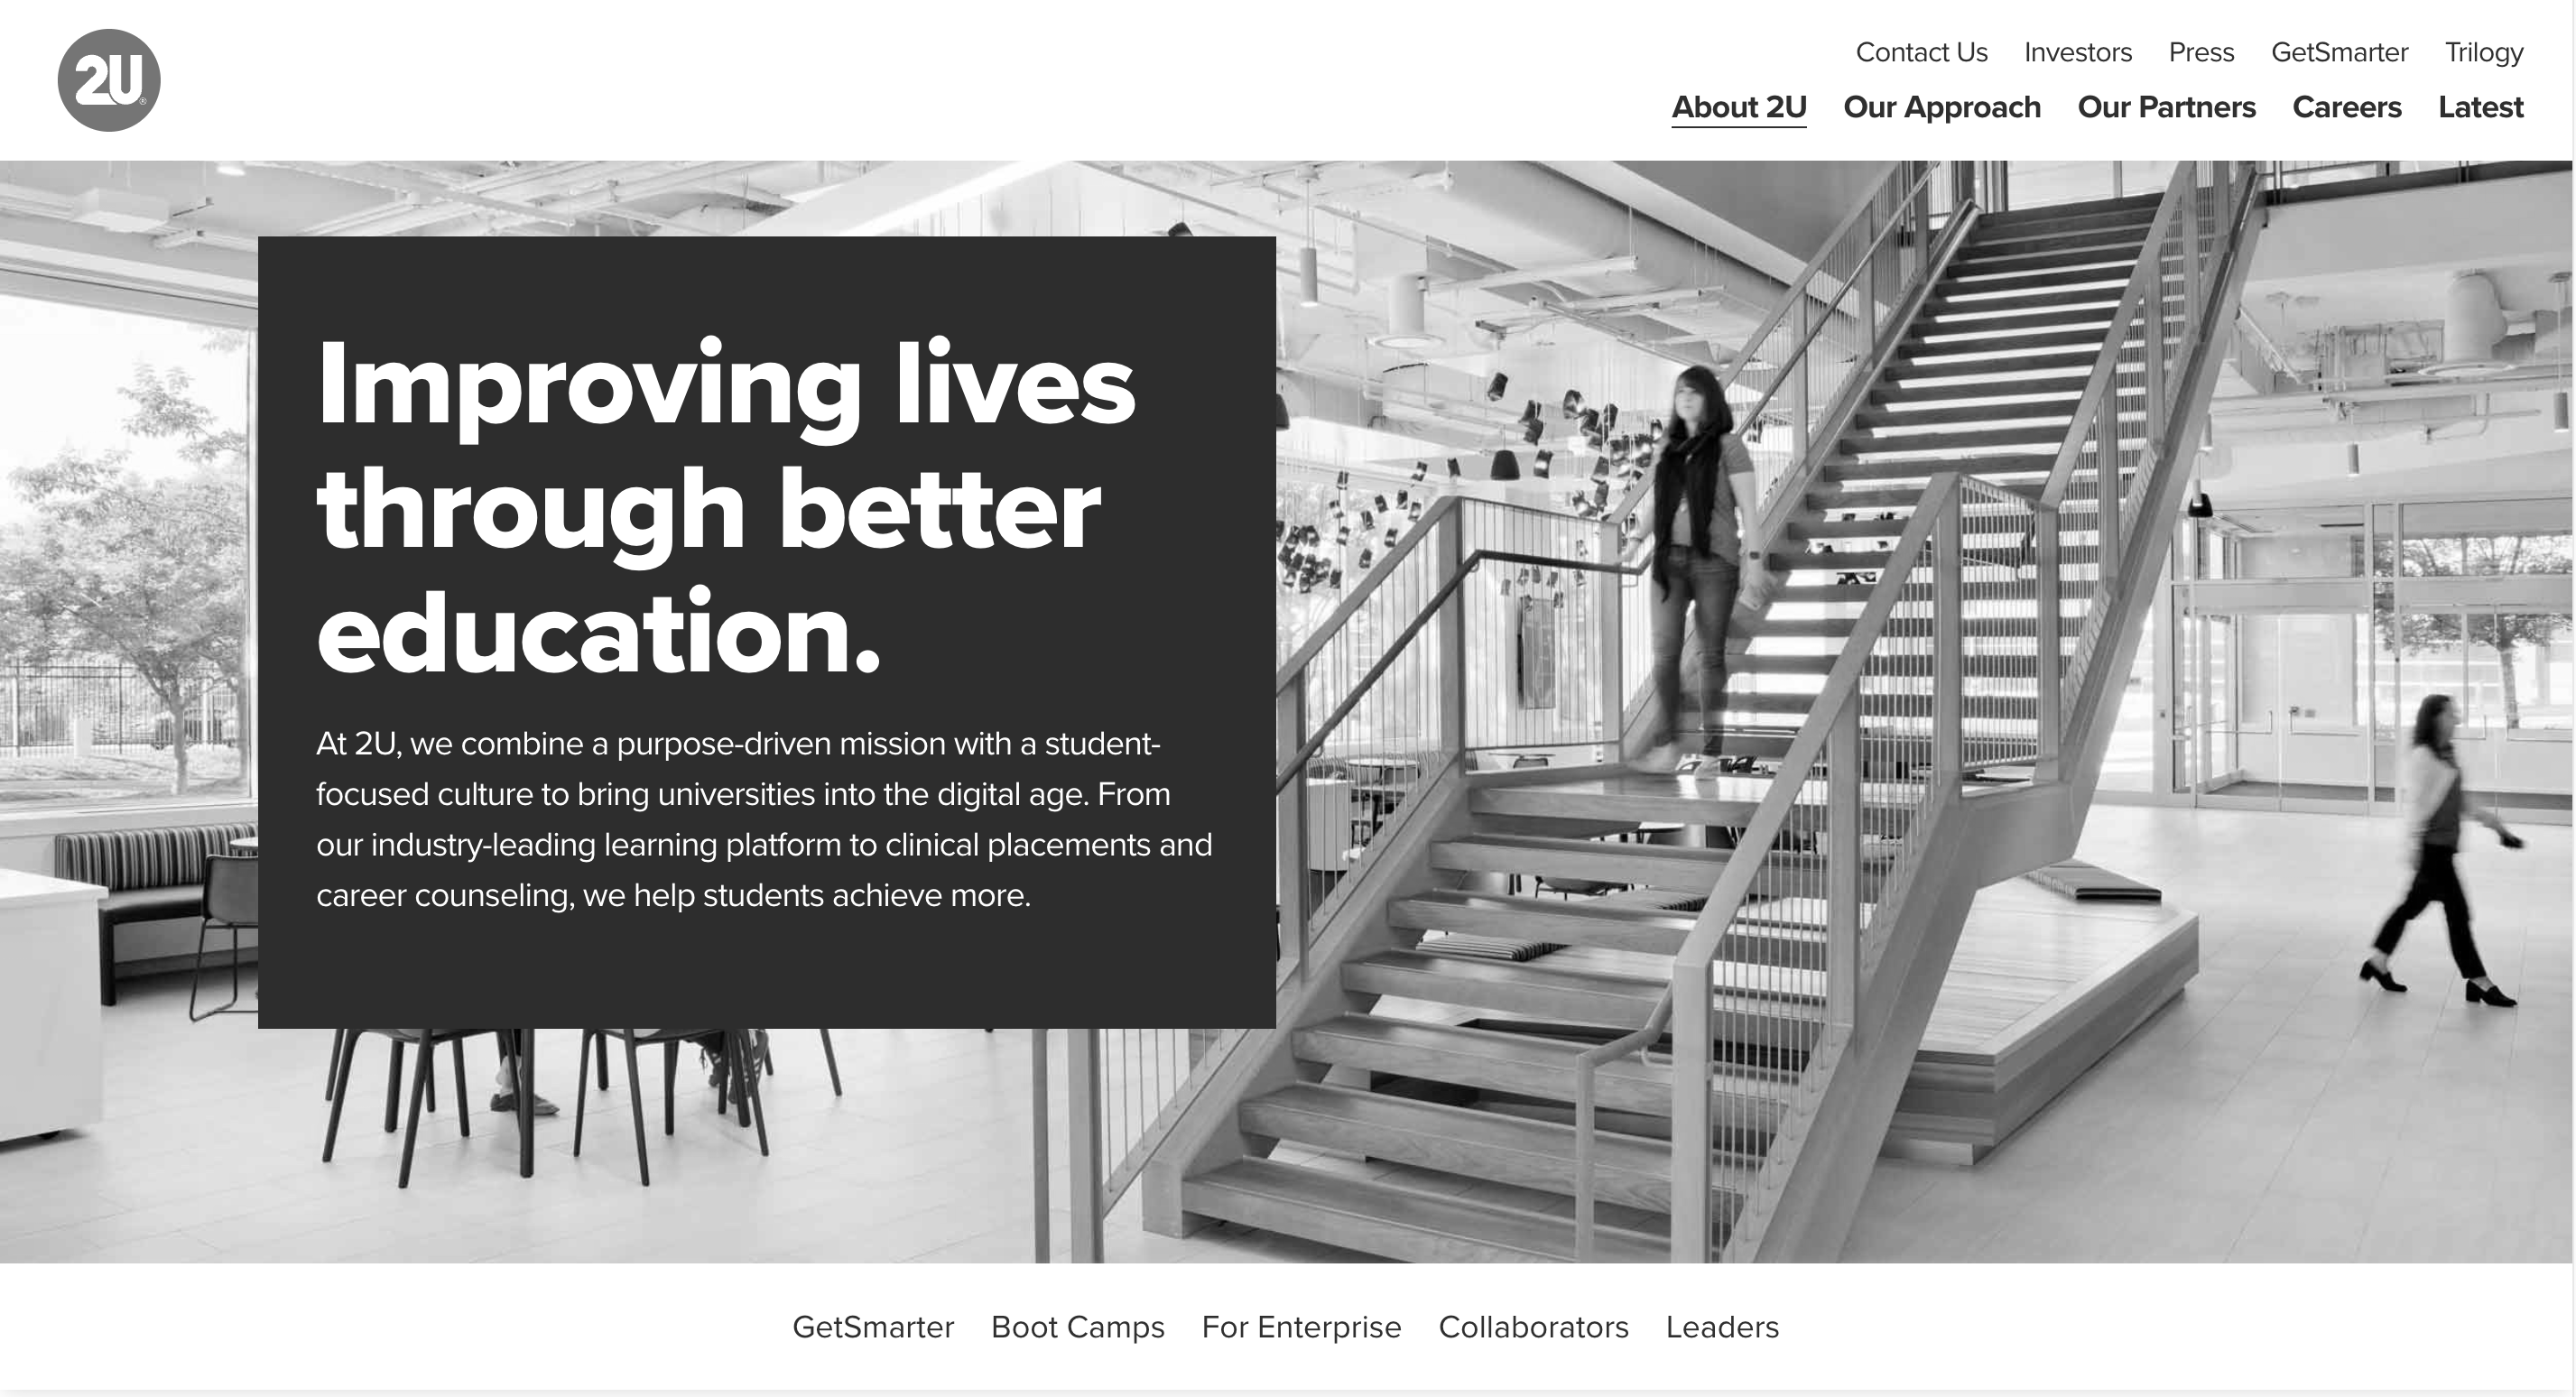 2U®
Contact Us Investors Press GetSmarter Trilogy
About 2U Our Approach Our Partners Careers Latest
Improving lives
through better
education.
At 2U, we combine a purpose-driven mission with a student-
focused culture to bring universities into the digital age. From
our industry-leading learning platform to clinical placements and
career counseling, we help students achieve more.
GetSmarter Boot Camps For Enterprise Collaborators Leaders